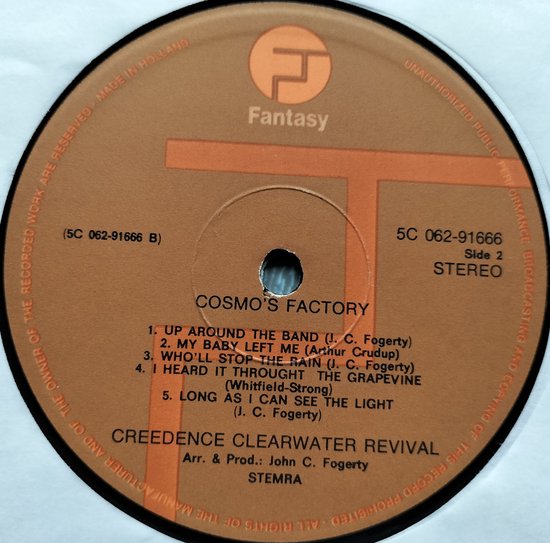 Fantasy
(5C 062-91666 B)
5C 062-91666
Side 2
STEREO
COSMO'S FACTORY
1. UP AROUND THE BAND (J. C. Fogerty)
2. MY BABY LEFT ME (Arthur Crudup)
3. WHO'LL STOP THE RAIN (J. C. Fogerty)
4. I HEARD IT THROUGHT THE GRAPEVINE
(Whitfield-Strong)
5. LONG AS I CAN SEE THE LIGHT
(J. C. Fogerty)
CREEDENCE CLEARWATER REVIVAL
Arr. & Prod.: John C. Fogerty
STEMRA
ALL RIGHTS OF THE MANUFACTURER AND OF THE OWNER OF THE RECORDED WORK ARE RESERVED · MADE IN HOLLAND
UNAUTHORIZED PUBLIC PERFORMANCE BROADCASTING AND COPYING OF THIS RECORD PROHIBITED ·